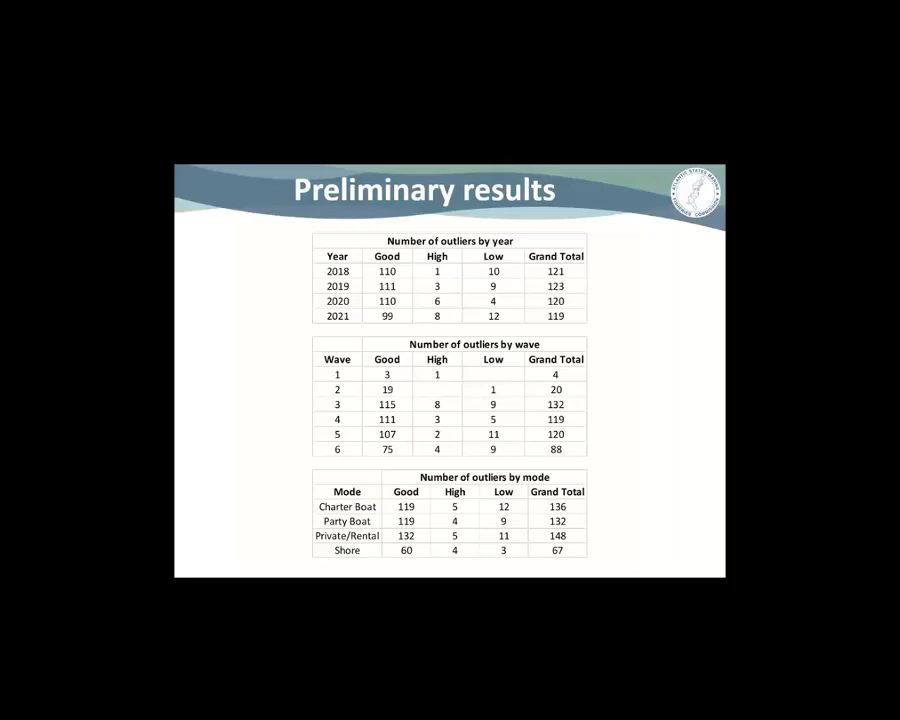 Preliminary results
ATLANTIC STATES MARINE FISHERIES COMMISSION
Number of outliers by year
Year Good High Low Grand Total
2018 110 1 10 121
2019 111 3 9 123
2020 110 6 4 120
2021 99 8 12 119
Number of outliers by wave
Wave Good High Low Grand Total
1 3 1 4
2 19 1 20
3 115 8 9 132
4 111 3 5 119
5 107 2 11 120
6 75 4 9 88
Number of outliers by mode
Mode Good High Low Grand Total
Charter Boat 119 5 12 136
Party Boat 119 4 9 132
Private/Rental 132 5 11 148
Shore 60 4 3 67